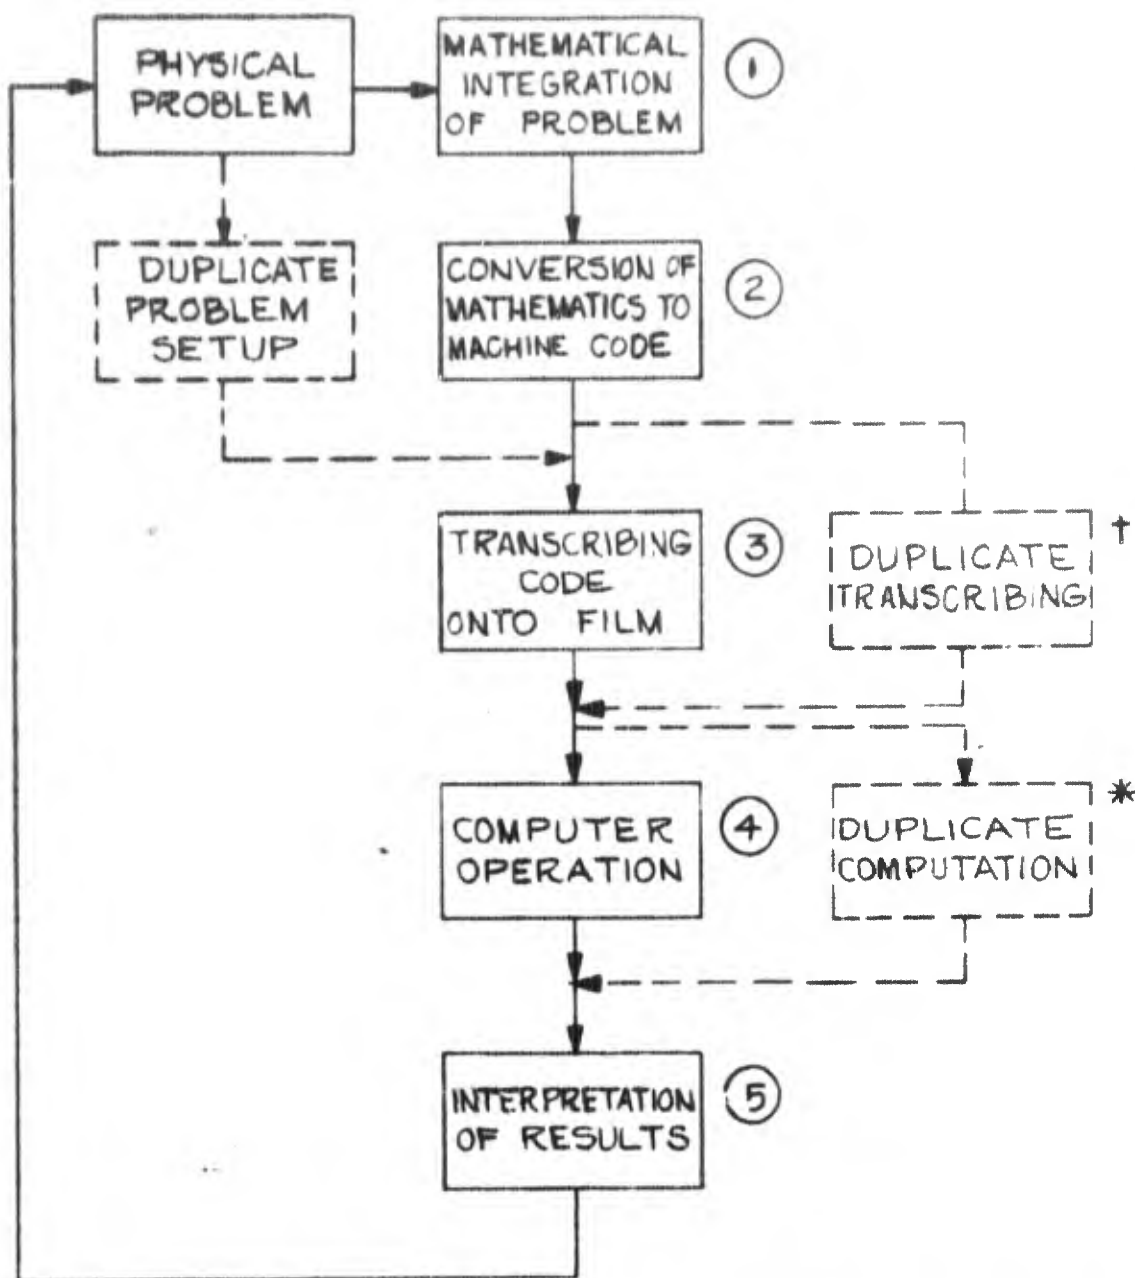 PHYSICAL
PROBLEM
MATHEMATICAL
INTEGRATION
OF PROBLEM
1
DUPLICATE
PROBLEM
SETUP
CONVERSION OF
MATHEMATICS TO
MACHINE CODE
2
TRANSCRIBING
CODE
ONTO FILM
3
DUPLICATE
TRANSCRIBING
†
COMPUTER
OPERATION
4
DUPLICATE
COMPUTATION
*
INTERPRETATION
OF RESULTS
5